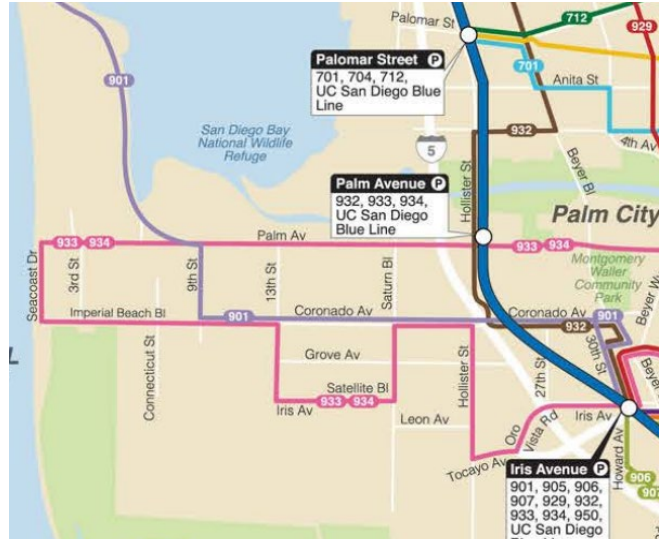 Palomar St
712
929
901
Palomar Street P
701, 704, 712,
UC San Diego Blue
Line
701
Anita St
San Diego Bay
National Wildlife
Refuge
5
932
4th Av
Hollister St
Beyer Bl
Palm Avenue P
932, 933, 934,
UC San Diego
Blue Line
Palm City
933 934
Palm Av
933 934
Seacoast Dr
3rd St
9th St
13th St
Saturn Bl
Montgomery
Waller
Community
Park
Imperial Beach Bl
901
Coronado Av
Coronado Av
901
932
30th St
Connecticut St
Grove Av
Hollister St
27th St
Satellite Bl
933 934
Iris Av
Leon Av
Oro
Vista Rd
Iris Av
Tocayo Av
Howard Av
Iris Avenue P
901, 905, 906,
907, 929, 932,
933, 934, 950,
UC San Diego
906
907